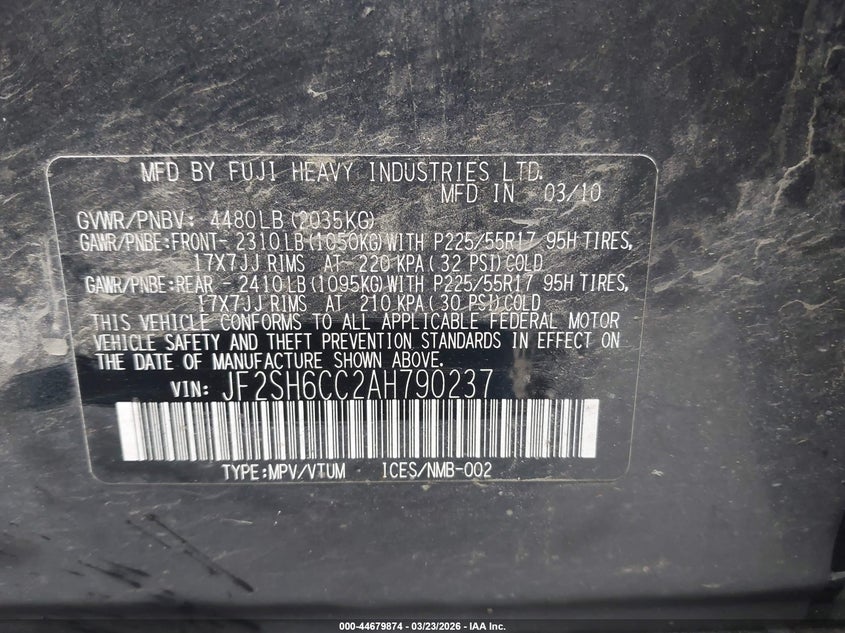 MFD BY FUJI HEAVY INDUSTRIES LTD.
MFD IN 03/10
GVWR/PNBV: 4480LB(2035KG)
GAWR/PNBE:FRONT- 2310LB(1050KG)WITH P225/55R17 95H TIRES,
17X7JJ RIMS AT 220 KPA(32 PSI)COLD
GAWR/PNBE:REAR - 2410LB(1095KG)WITH P225/55R17 95H TIRES,
17X7JJ RIMS AT 210 KPA(30 PSI)COLD
THIS VEHICLE CONFORMS TO ALL APPLICABLE FEDERAL MOTOR
VEHICLE SAFETY AND THEFT PREVENTION STANDARDS IN EFFECT ON
THE DATE OF MANUFACTURE SHOWN ABOVE.
VIN: JF2SH6CC2AH790237
TYPE:MPV/VTUM ICES/NMB-002
000-44679874 / 03/23/2026 - IAA Inc.